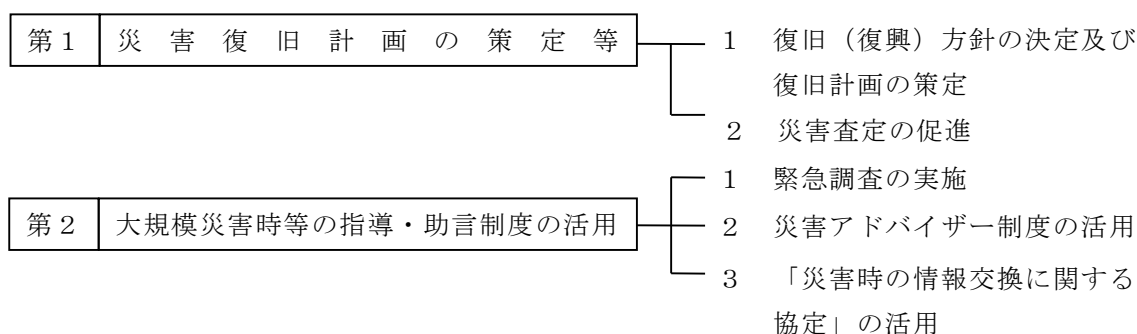 第１ 災害復旧計画の策定等
１ 復旧（復興）方針の決定及び
復旧計画の策定
２ 災害査定の促進
第２ 大規模災害時等の指導・助言制度の活用
１ 緊急調査の実施
２ 災害アドバイザー制度の活用
３ 「災害時の情報交換に関する
協定」の活用